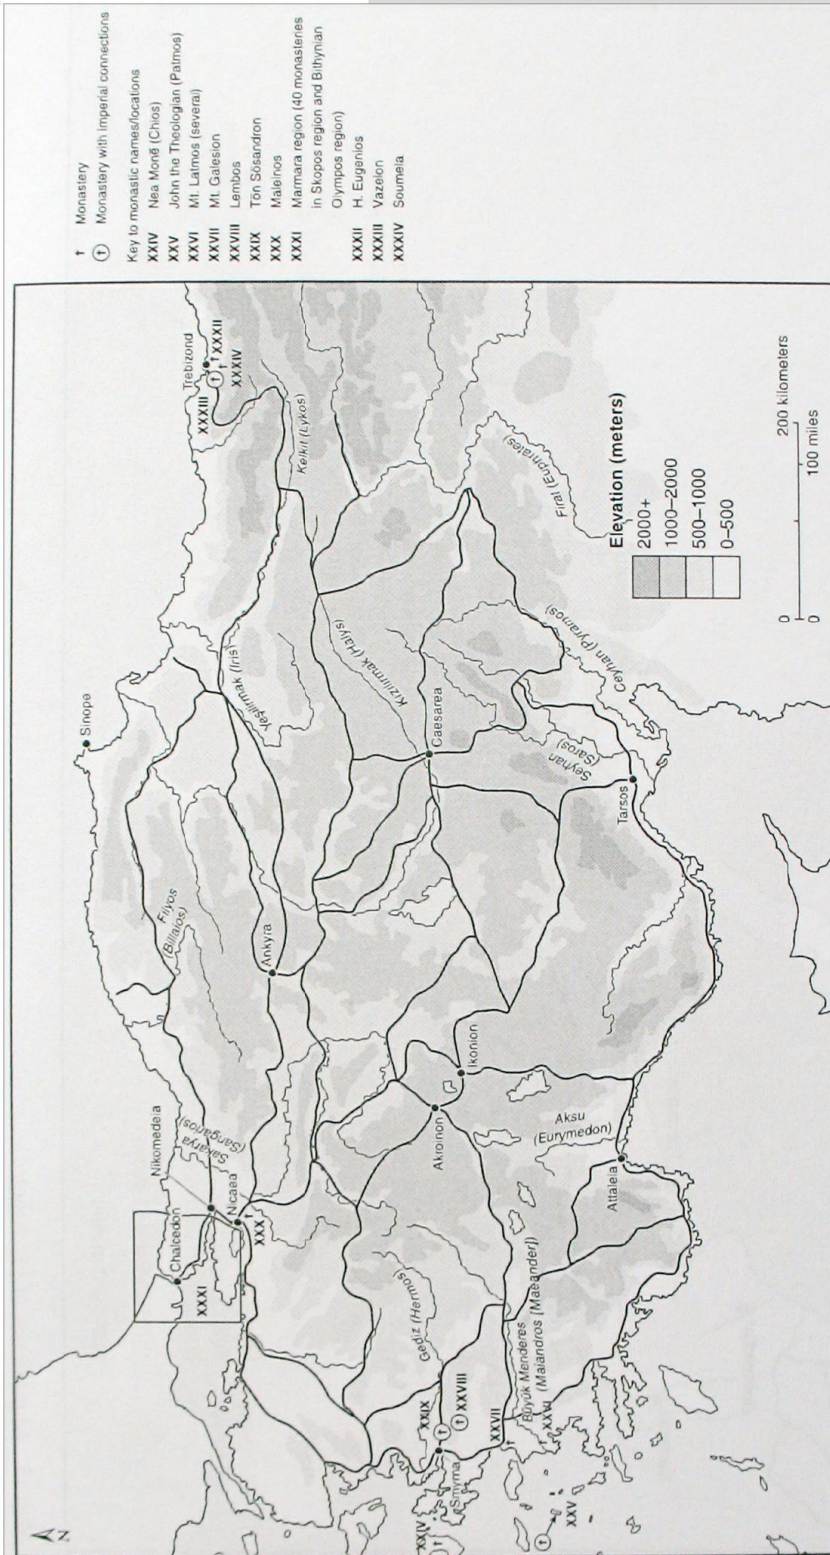 † Monastery
† Monastery with imperial connections
Key to monastic names/locations
XXIV Nea Monē (Chios)
XXV John the Theologian (Patmos)
XXVI Mt. Latmos (several)
XXVII Mt. Galesion
XXVIII Lembos
XXIX Tōn Sōsandrōn
XXX Maleinos
XXXI Marmara region (40 monasteries
in Skopos region and Bithynian
Olympos region)
XXXII H. Eugenios
XXXIII Vazelon
XXXIV Soumela
N
Sinope
Trebizond
XXXIII
† XXXII
XXXIV
Kelkit (Lykos)
Yeşilırmak (Iris)
Filyos
(Billaios)
Nikomedeia
Sakarya
(Sangarios)
Chalcedon
XXXI
Nicaea
XXX
Ankyra
Kızılırmak (Halys)
Caesarea
Firat (Euphrates)
Ceyhan (Pyramos)
Seyhan
(Saros)
Tarsos
Ikonion
Akroinon
Aksu
(Eurymedon)
Attaleia
Gediz (Hermos)
XXIX
† XXVIII
Smyrna
XXIV
XXVII
Büyük Menderes
(Maiandros [Maeander])
XXVI
XXV
Elevation (meters)
2000+
1000–2000
500–1000
0–500
0 200 kilometers
0 100 miles